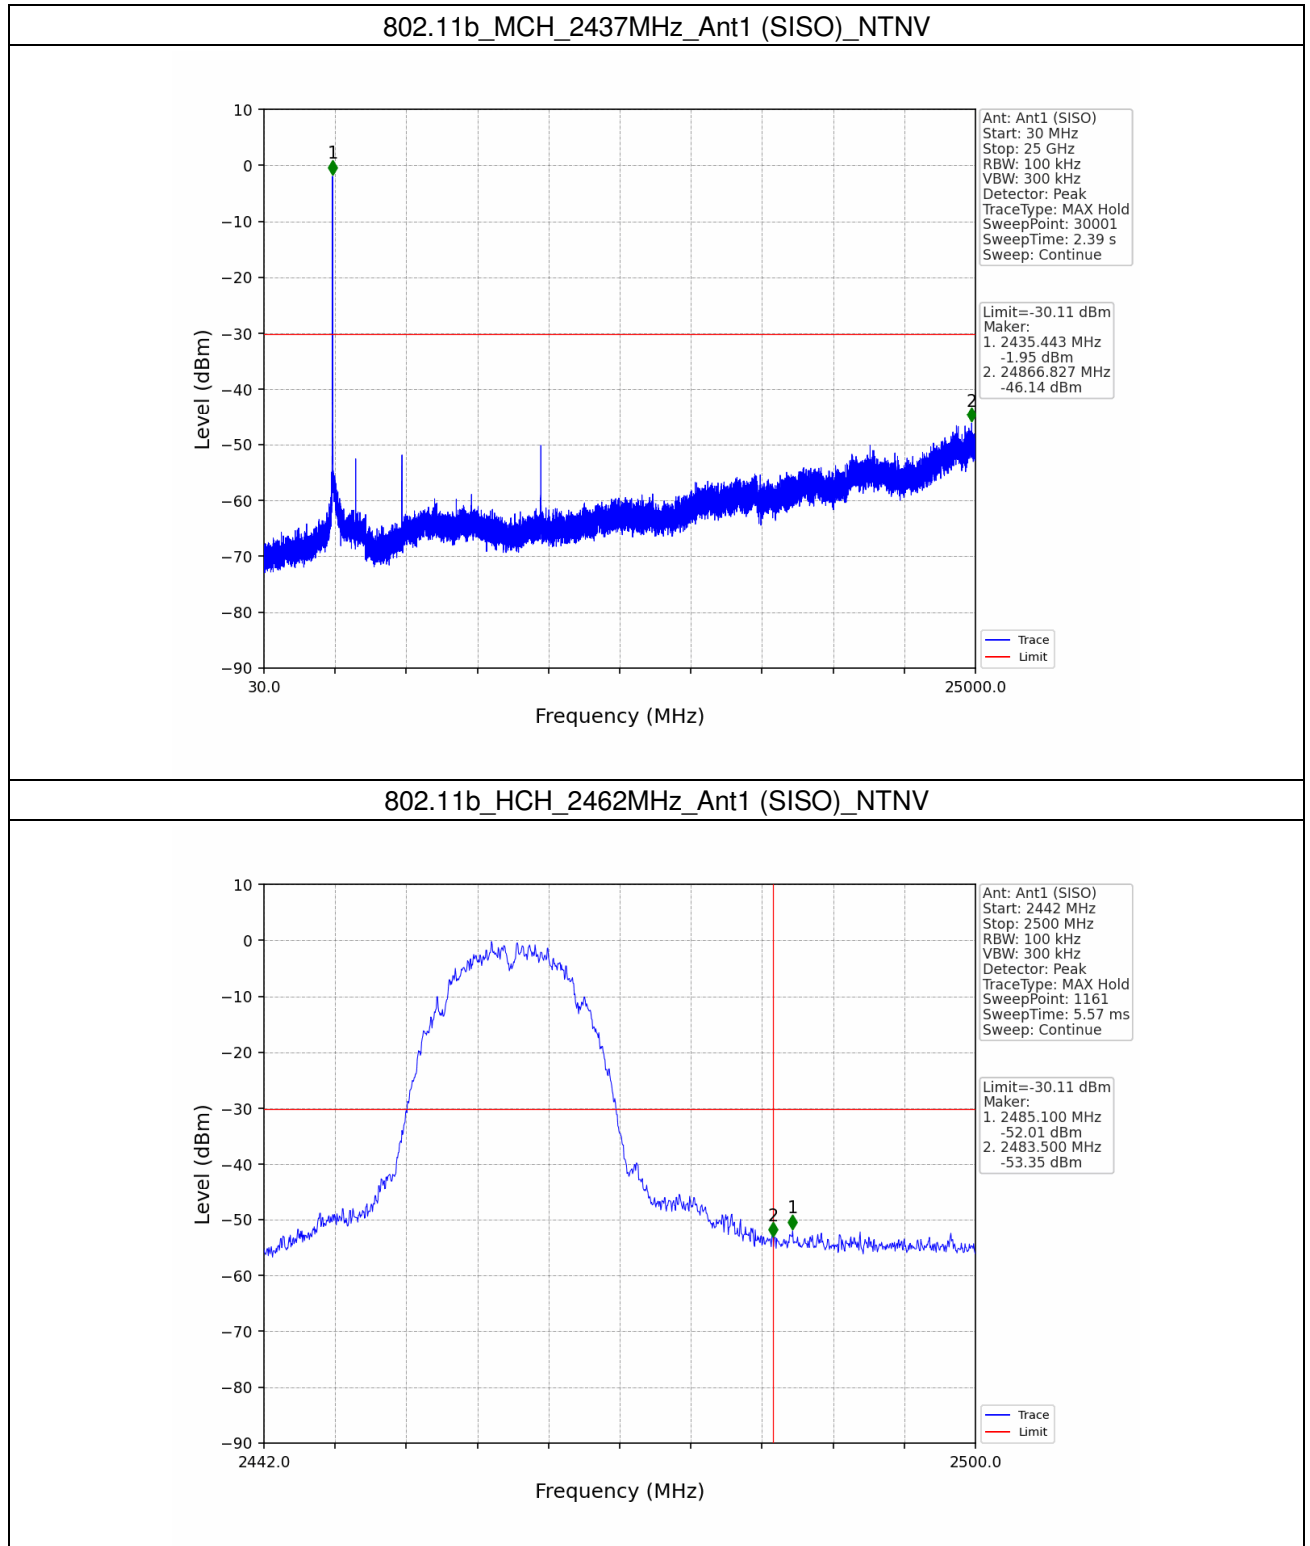 802.11b_MCH_2437MHz_Ant1 (SISO)_NTNV
10
0
−10
−20
−30
−40
−50
−60
−70
−80
−90
Level (dBm)
1
2
30.0
25000.0
Frequency (MHz)
Ant: Ant1 (SISO)
Start: 30 MHz
Stop: 25 GHz
RBW: 100 kHz
VBW: 300 kHz
Detector: Peak
TraceType: MAX Hold
SweepPoint: 30001
SweepTime: 2.39 s
Sweep: Continue
Limit=-30.11 dBm
Maker:
1. 2435.443 MHz
-1.95 dBm
2. 24866.827 MHz
-46.14 dBm
Trace
Limit
802.11b_HCH_2462MHz_Ant1 (SISO)_NTNV
10
0
−10
−20
−30
−40
−50
−60
−70
−80
−90
Level (dBm)
2
1
2442.0
2500.0
Frequency (MHz)
Ant: Ant1 (SISO)
Start: 2442 MHz
Stop: 2500 MHz
RBW: 100 kHz
VBW: 300 kHz
Detector: Peak
TraceType: MAX Hold
SweepPoint: 1161
SweepTime: 5.57 ms
Sweep: Continue
Limit=-30.11 dBm
Maker:
1. 2485.100 MHz
-52.01 dBm
2. 2483.500 MHz
-53.35 dBm
Trace
Limit